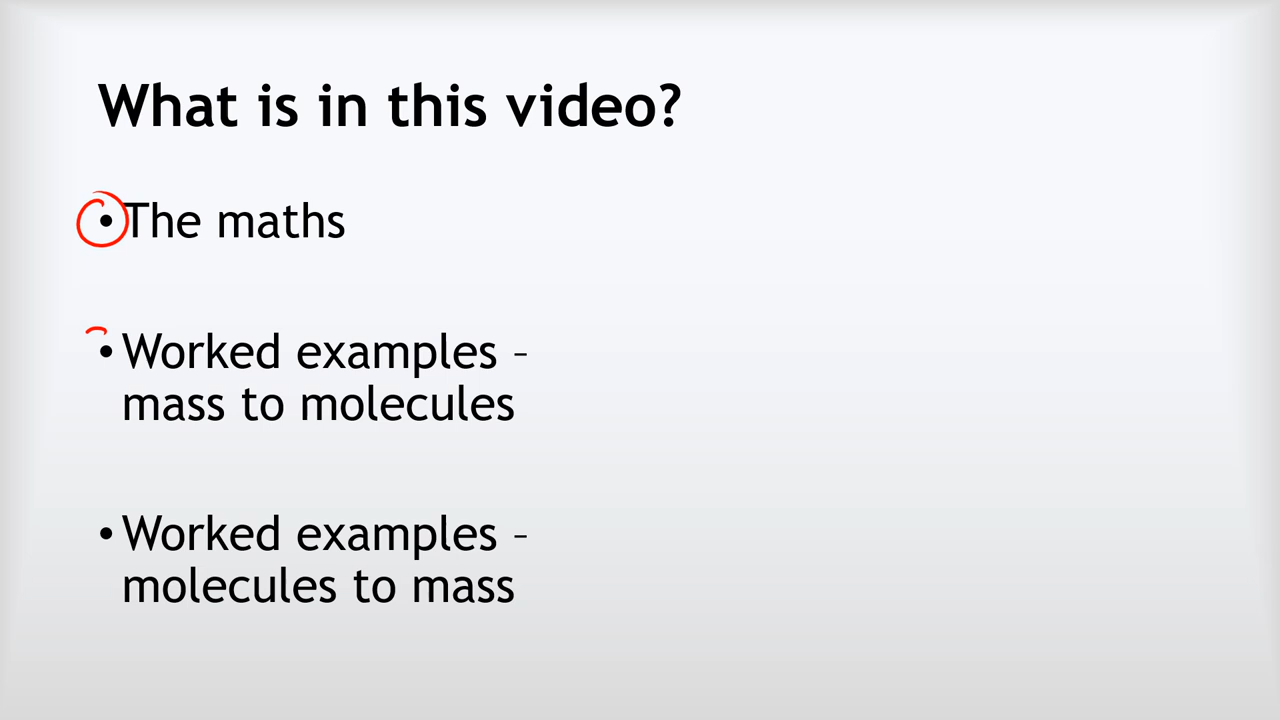 What is in this video?
• The maths
• Worked examples –
mass to molecules
• Worked examples –
molecules to mass